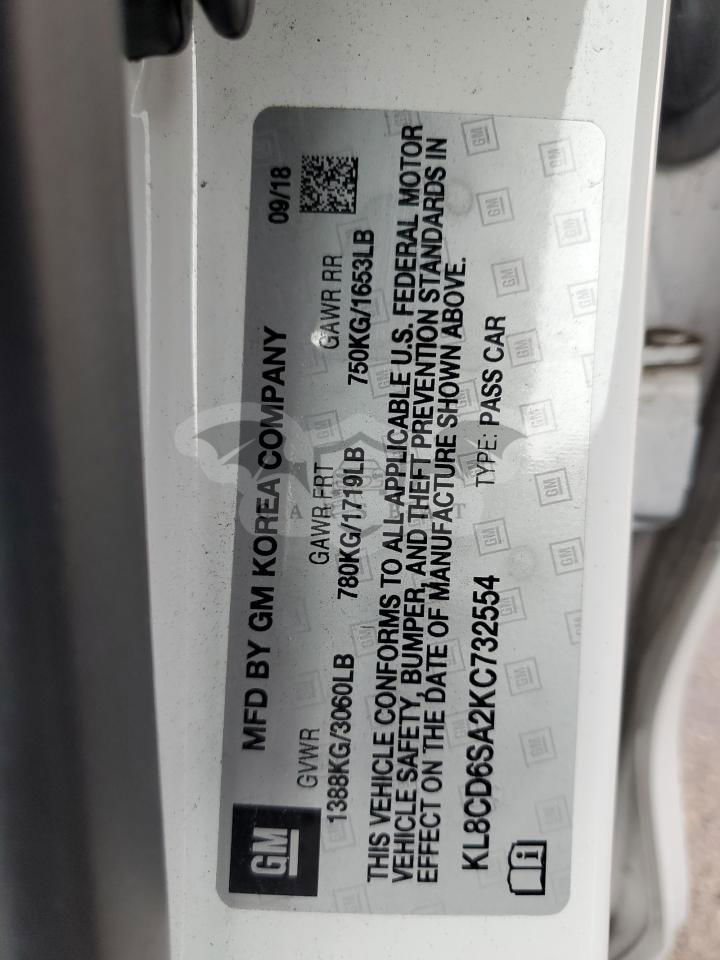 GM
MFD BY GM KOREA COMPANY 09/18
GVWR GAWR FRT GAWR RR
1388KG/3060LB 780KG/1719LB 750KG/1653LB
THIS VEHICLE CONFORMS TO ALL APPLICABLE U.S. FEDERAL MOTOR
VEHICLE SAFETY, BUMPER, AND THEFT PREVENTION STANDARDS IN
EFFECT ON THE DATE OF MANUFACTURE SHOWN ABOVE.
KL8CD6SA2KC732554 TYPE: PASS CAR